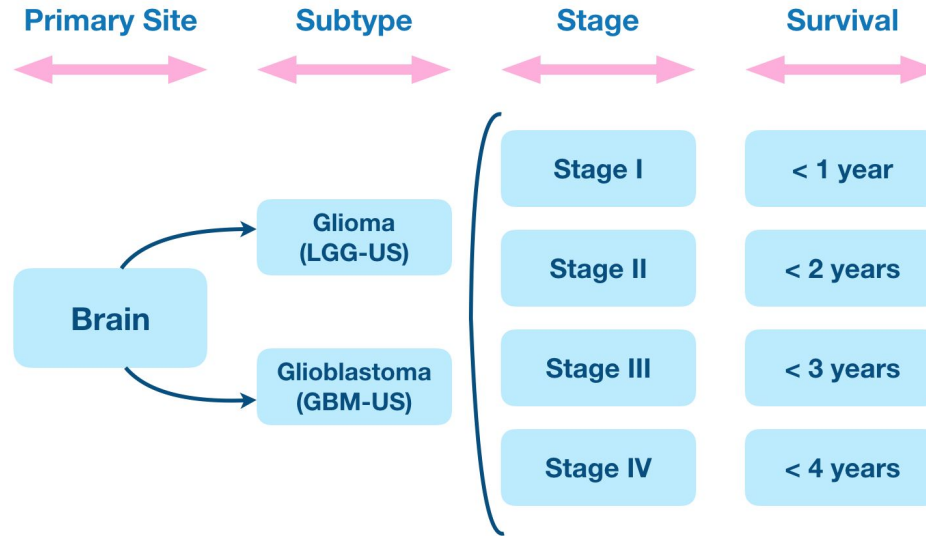 Primary Site
Subtype
Stage
Survival
Brain
Glioma
(LGG-US)
Glioblastoma
(GBM-US)
Stage I
Stage II
Stage III
Stage IV
< 1 year
< 2 years
< 3 years
< 4 years